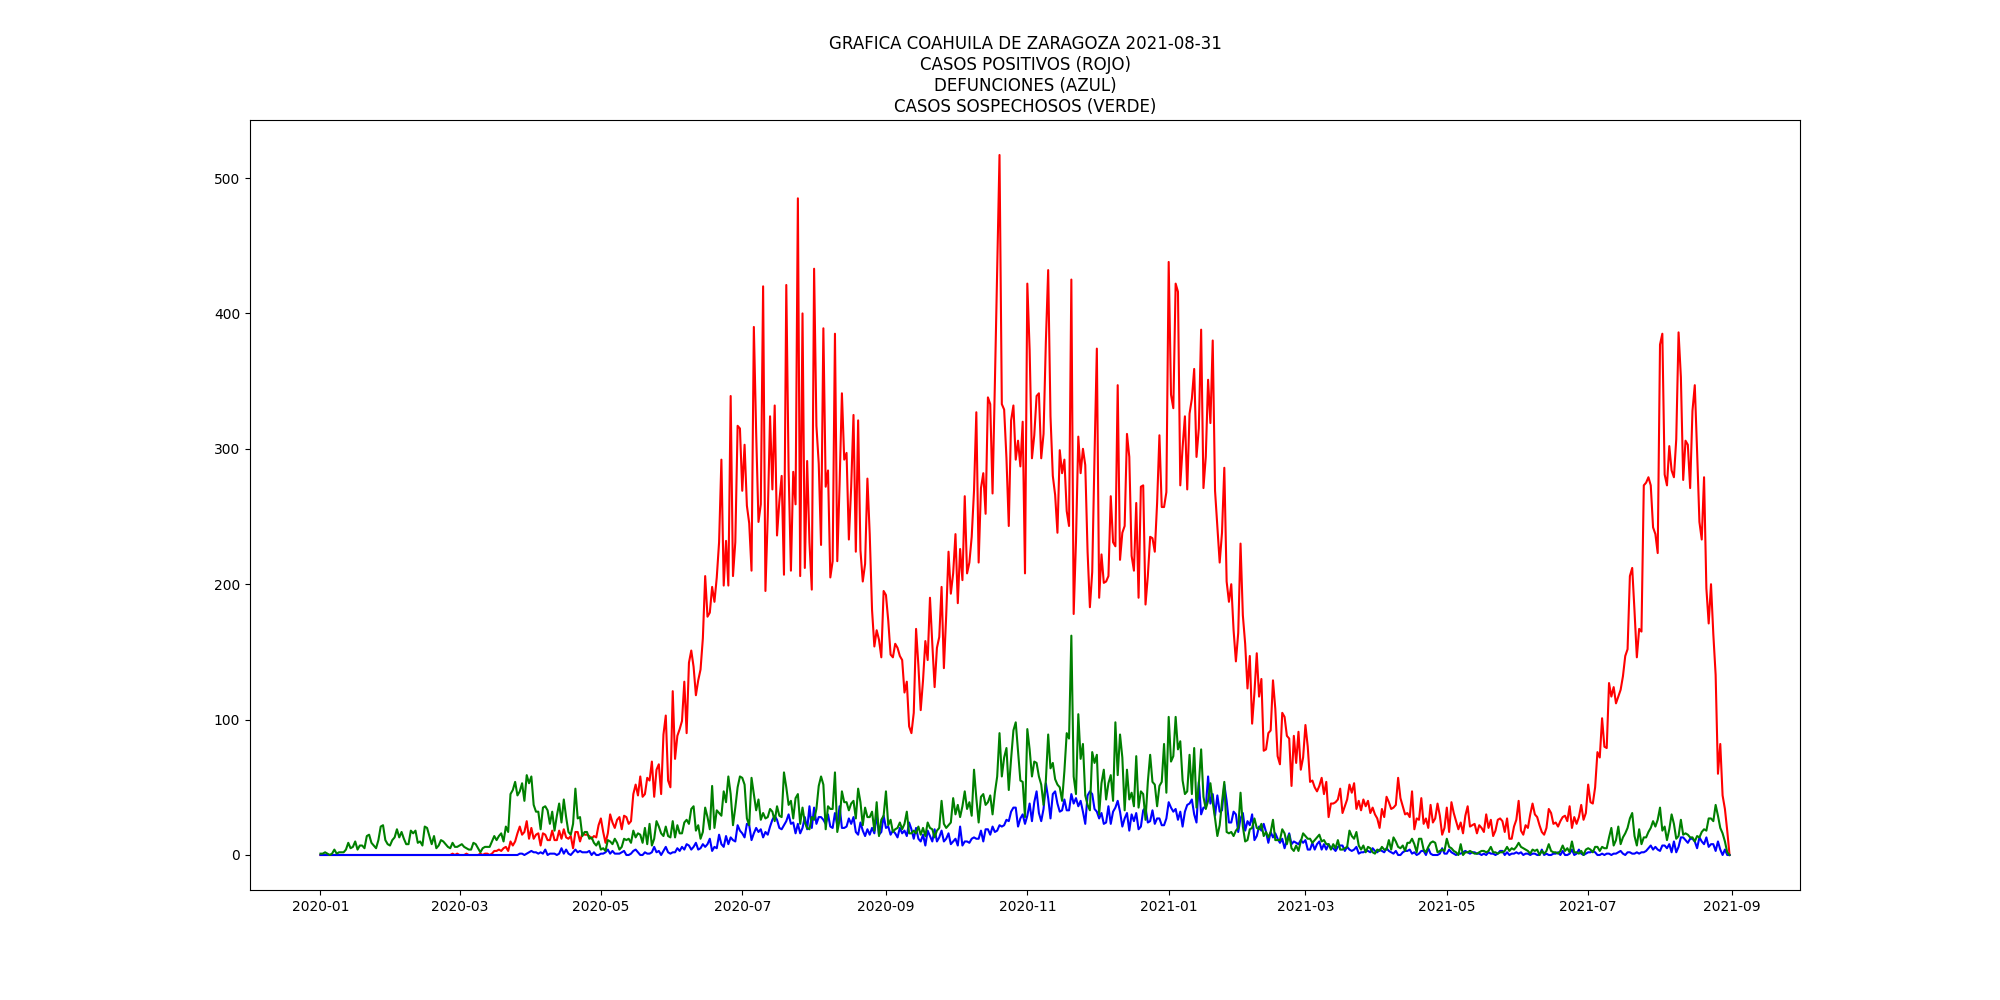 GRAFICA COAHUILA DE ZARAGOZA 2021-08-31
CASOS POSITIVOS (ROJO)
DEFUNCIONES (AZUL)
CASOS SOSPECHOSOS (VERDE)
500
400
300
200
100
0
2020-01 2020-03 2020-05 2020-07 2020-09 2020-11 2021-01 2021-03 2021-05 2021-07 2021-09